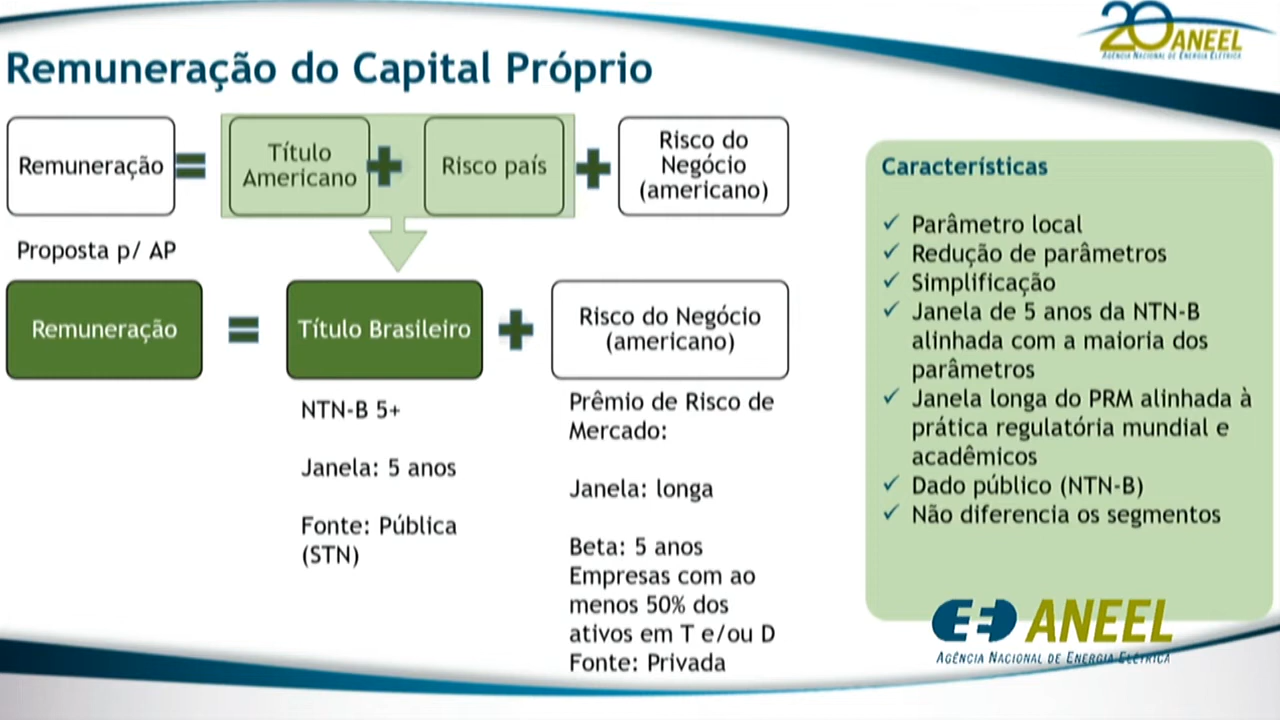 20 ANEEL
AGÊNCIA NACIONAL DE ENERGIA ELÉTRICA
Remuneração do Capital Próprio
Remuneração
=
Título
Americano
+
Risco país
+
Risco do
Negócio
(americano)
Proposta p/ AP
Remuneração
=
Título Brasileiro
+
Risco do Negócio
(americano)
NTN-B 5+
Janela: 5 anos
Fonte: Pública
(STN)
Prêmio de Risco de
Mercado:
Janela: longa
Beta: 5 anos
Empresas com ao
menos 50% dos
ativos em T e/ou D
Fonte: Privada
Características
✓ Parâmetro local
✓ Redução de parâmetros
✓ Simplificação
✓ Janela de 5 anos da NTN-B
alinhada com a maioria dos
parâmetros
✓ Janela longa do PRM alinhada à
prática regulatória mundial e
acadêmicos
✓ Dado público (NTN-B)
✓ Não diferencia os segmentos
ANEEL
AGÊNCIA NACIONAL DE ENERGIA ELÉTRICA